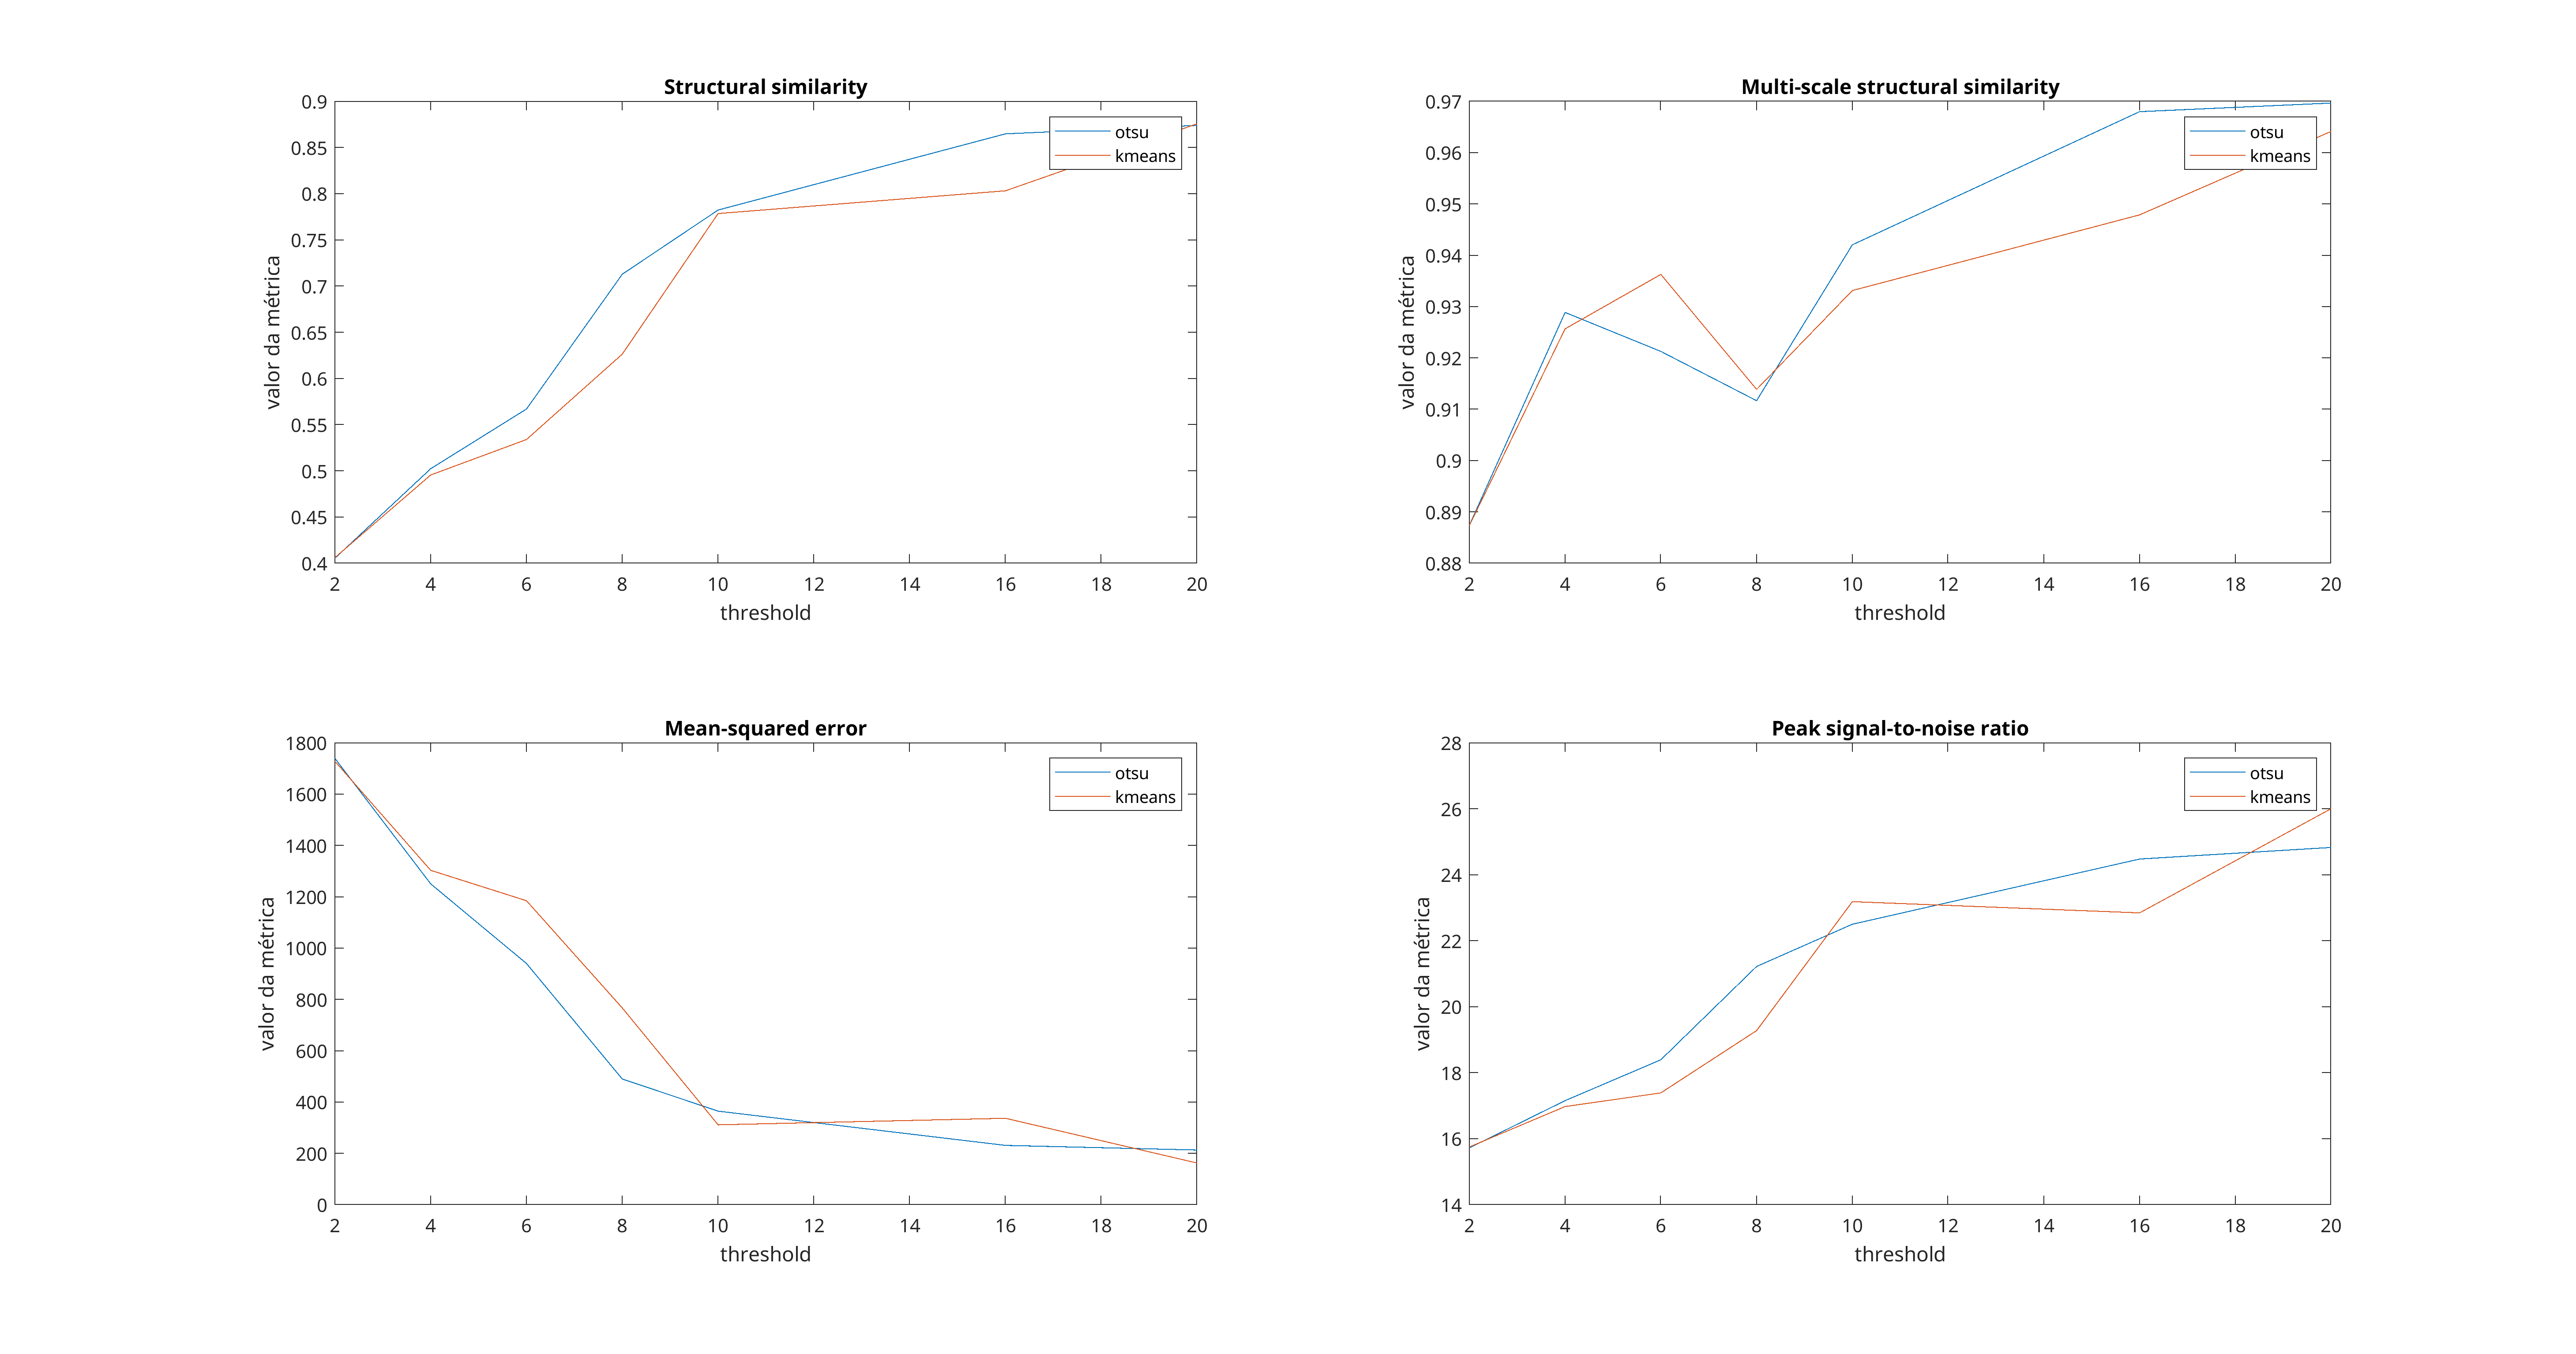 Structural similarity
0.9
0.85
0.8
0.75
0.7
0.65
0.6
0.55
0.5
0.45
0.4
valor da métrica
otsu
kmeans
2 4 6 8 10 12 14 16 18 20
threshold
Multi-scale structural similarity
0.97
0.96
0.95
0.94
0.93
0.92
0.91
0.9
0.89
0.88
valor da métrica
otsu
kmeans
2 4 6 8 10 12 14 16 18 20
threshold
Mean-squared error
1800
1600
1400
1200
1000
800
600
400
200
0
valor da métrica
otsu
kmeans
2 4 6 8 10 12 14 16 18 20
threshold
Peak signal-to-noise ratio
28
26
24
22
20
18
16
14
valor da métrica
otsu
kmeans
2 4 6 8 10 12 14 16 18 20
threshold